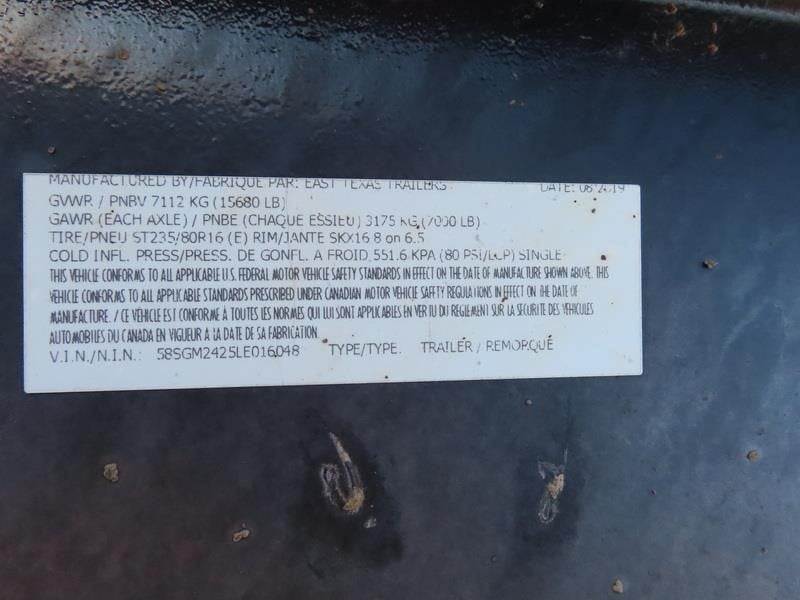 MANUFACTURED BY/FABRIQUE PAR: EAST TEXAS TRAILERS DATE: 08 2019
GVWR / PNBV 7112 KG (15680 LB)
GAWR (EACH AXLE) / PNBE (CHAQUE ESSIEU) 3175 KG (7000 LB)
TIRE/PNEU ST235/80R16 (E) RIM/JANTE SKX16 8 on 6.5
COLD INFL. PRESS/PRESS. DE GONFL. A FROID 551.6 KPA (80 PSI/LCP) SINGLE
THIS VEHICLE CONFORMS TO ALL APPLICABLE U.S. FEDERAL MOTOR VEHICLE SAFETY STANDARDS IN EFFECT ON THE DATE OF MANUFACTURE SHOWN ABOVE. THIS
VEHICLE CONFORMS TO ALL APPLICABLE STANDARDS PRESCRIBED UNDER CANADIAN MOTOR VEHICLE SAFTY REGULATIONS IN EFFECT ON THE DATE OF
MANUFACTURE. / CE VEHICULE EST CONFORME À TOUTES LES NORMES QUI LUI SONT APPLICABLES EN VERTU DU REGLEMENT SUR LA SECURITE DES VÉHICULES
AUTOMOBILES DU CANADA EN VIGUEUR À LA DATE DE SA FABRICATION.
V.I.N./N.I.N.: 58SGM2425LE016048 TYPE/TYPE. TRAILER / REMORQUE